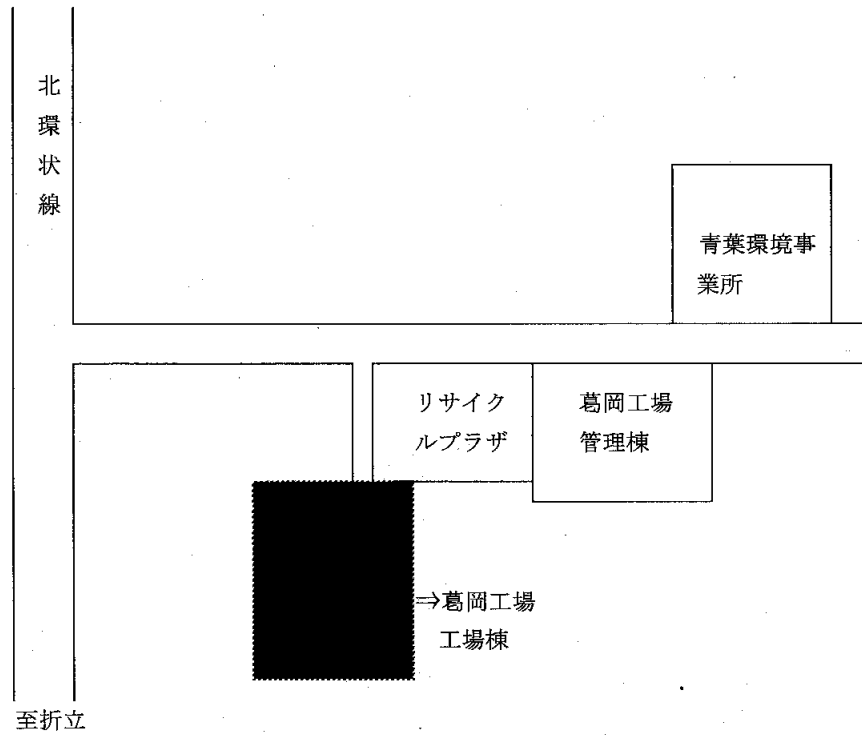 北環状線
青葉環境事
業所
リサイク
ルプラザ
葛岡工場
管理棟
⇒葛岡工場
工場棟
至折立